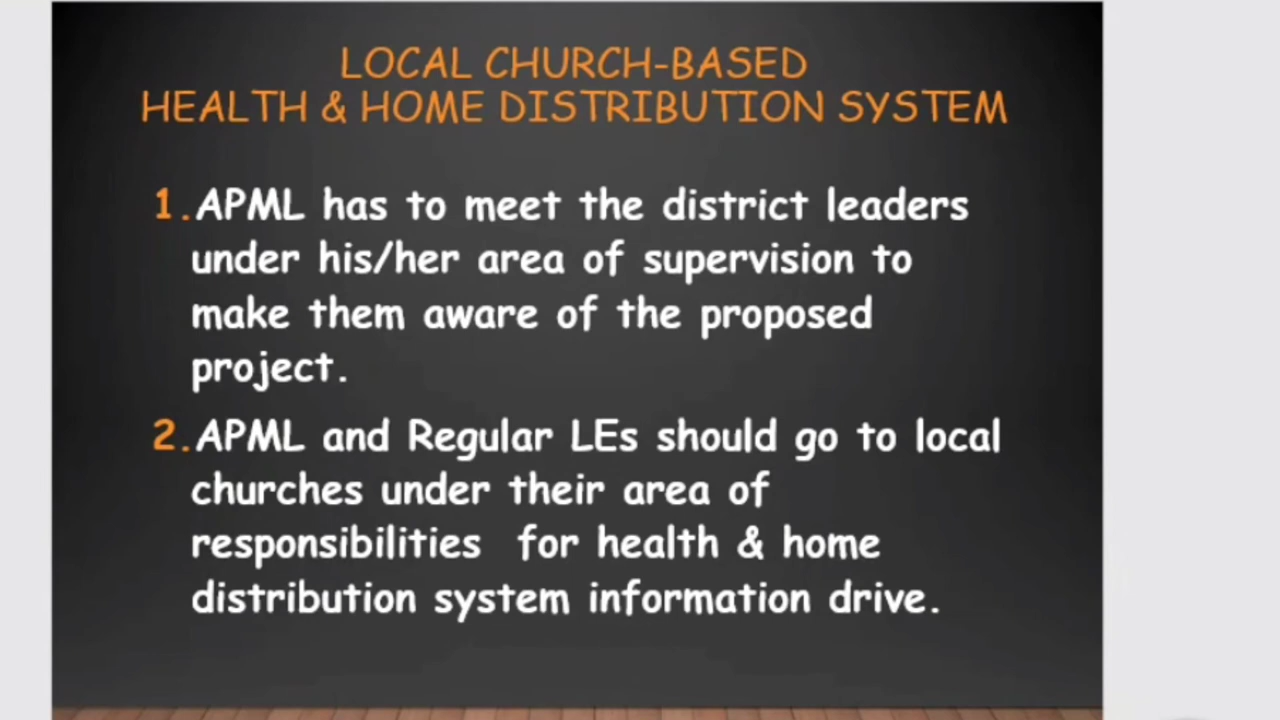 LOCAL CHURCH-BASED
HEALTH & HOME DISTRIBUTION SYSTEM
1.APML has to meet the district leaders
under his/her area of supervision to
make them aware of the proposed
project.
2.APML and Regular LEs should go to local
churches under their area of
responsibilities for health & home
distribution system information drive.